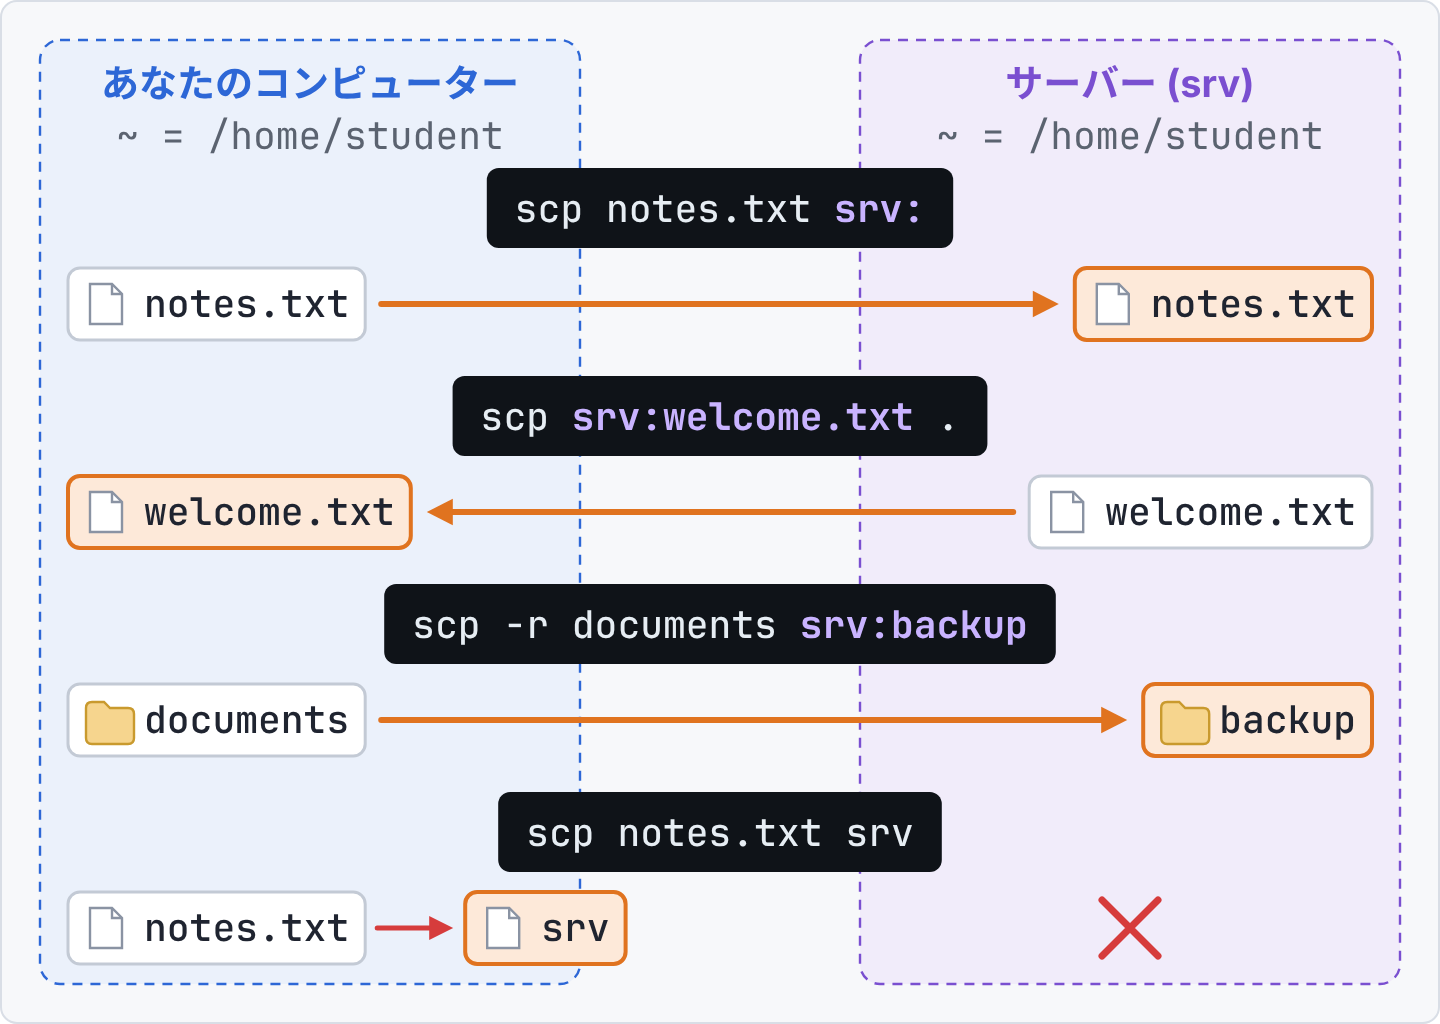 あなたのコンピューター
~ = /home/student
サーバー (srv)
~ = /home/student
scp notes.txt srv:
notes.txt
notes.txt
scp srv:welcome.txt .
welcome.txt
welcome.txt
scp -r documents srv:backup
documents
backup
scp notes.txt srv
notes.txt
srv